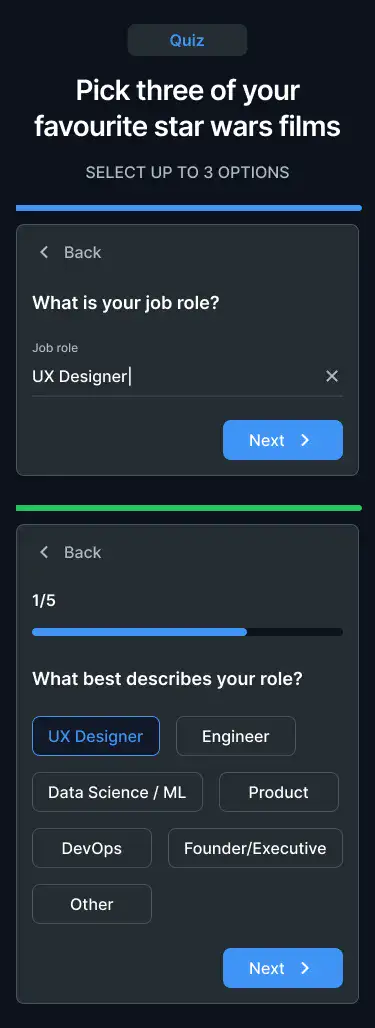 Quiz
Pick three of your
favourite star wars films
SELECT UP TO 3 OPTIONS
Back
What is your job role?
Job role
UX Designer
Next
Back
1/5
What best describes your role?
UX Designer
Engineer
Data Science / ML
Product
DevOps
Founder/Executive
Other
Next